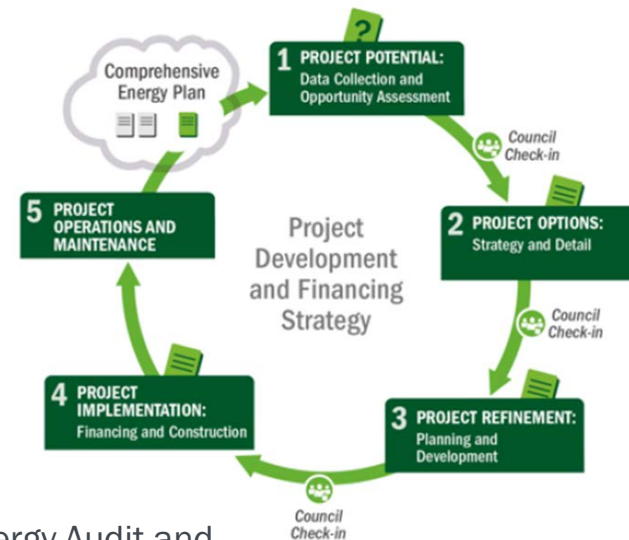 ?
1 PROJECT POTENTIAL:
Data Collection and
Opportunity Assessment
Comprehensive
Energy Plan
Council
Check-in
5 PROJECT
OPERATIONS AND
MAINTENANCE
2 PROJECT OPTIONS:
Strategy and Detail
Project
Development
and Financing
Strategy
Council
Check-in
4 PROJECT
IMPLEMENTATION:
Financing and Construction
3 PROJECT REFINEMENT:
Planning and
Development
Council
Check-in
Audit and